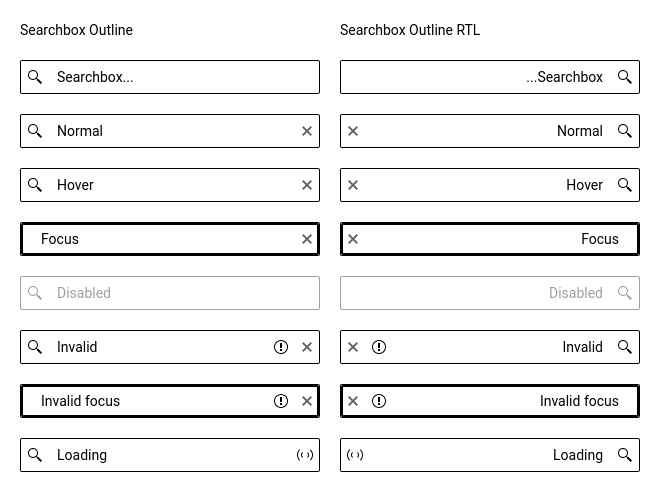 Searchbox Outline
Searchbox...
Normal
Hover
Focus
Disabled
Invalid
Invalid focus
Loading
Searchbox Outline RTL
...Searchbox
Normal
Hover
Focus
Disabled
Invalid
Invalid focus
Loading